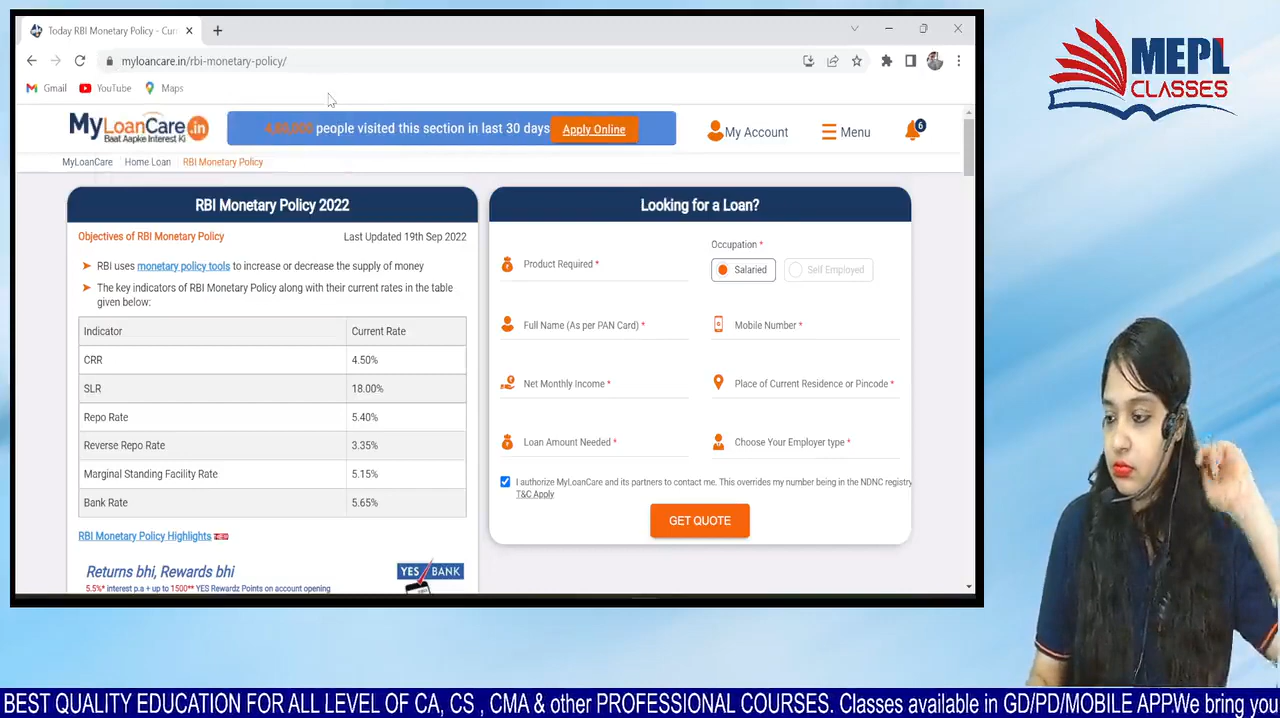 Today RBI Monetary Policy - Curr
myloancare.in/rbi-monetary-policy/
Gmail YouTube Maps
MyLoanCare.in
Baat Aapke Interest Ki
people visited this section in last 30 days Apply Online
My Account Menu 6
MyLoanCare Home Loan RBI Monetary Policy
RBI Monetary Policy 2022
Objectives of RBI Monetary Policy Last Updated 19th Sep 2022
RBI uses monetary policy tools to increase or decrease the supply of money
The key indicators of RBI Monetary Policy along with their current rates in the table
given below:
Indicator Current Rate
CRR 4.50%
SLR 18.00%
Repo Rate 5.40%
Reverse Repo Rate 3.35%
Marginal Standing Facility Rate 5.15%
Bank Rate 5.65%
RBI Monetary Policy Highlights
Returns bhi, Rewards bhi
5.5%* interest p.a + up to 1500** YES Rewardz Points on account opening
YES BANK
Looking for a Loan?
Occupation *
Product Required * Salaried Self Employed
Full Name (As per PAN Card) * Mobile Number *
Net Monthly Income * Place of Current Residence or Pincode *
Loan Amount Needed * Choose Your Employer type *
I authorize MyLoanCare and its partners to contact me. This overrides my number being in the NDNC registry
T&C Apply
GET QUOTE
MEPL
CLASSES
BEST QUALITY EDUCATION FOR ALL LEVEL OF CA, CS , CMA & other PROFESSIONAL COURSES. Classes available in GD/PD/MOBILE APPWe bring you